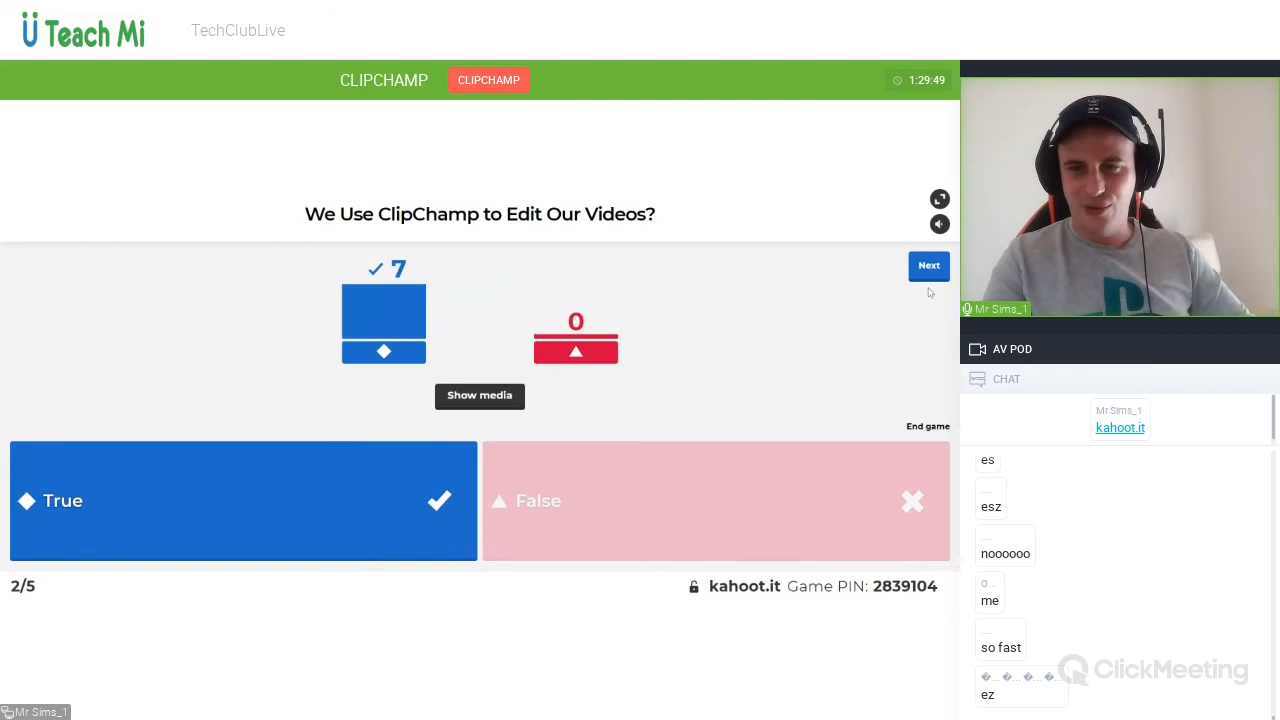 Ü Teach Mi
TechClubLive
CLIPCHAMP
CLIPCHAMP
1:29:49
We Use ClipChamp to Edit Our Videos?
Next
7
0
Show media
End game
True
False
2/5
kahoot.it Game PIN: 2839104
Mr Sims_1
Mr Sims_1
AV POD
CHAT
Mr Sims_1
kahoot.it
es
....
esz
....
noooooo
o...
me
....
so fast
�... �... �... �...
ez
ClickMeeting